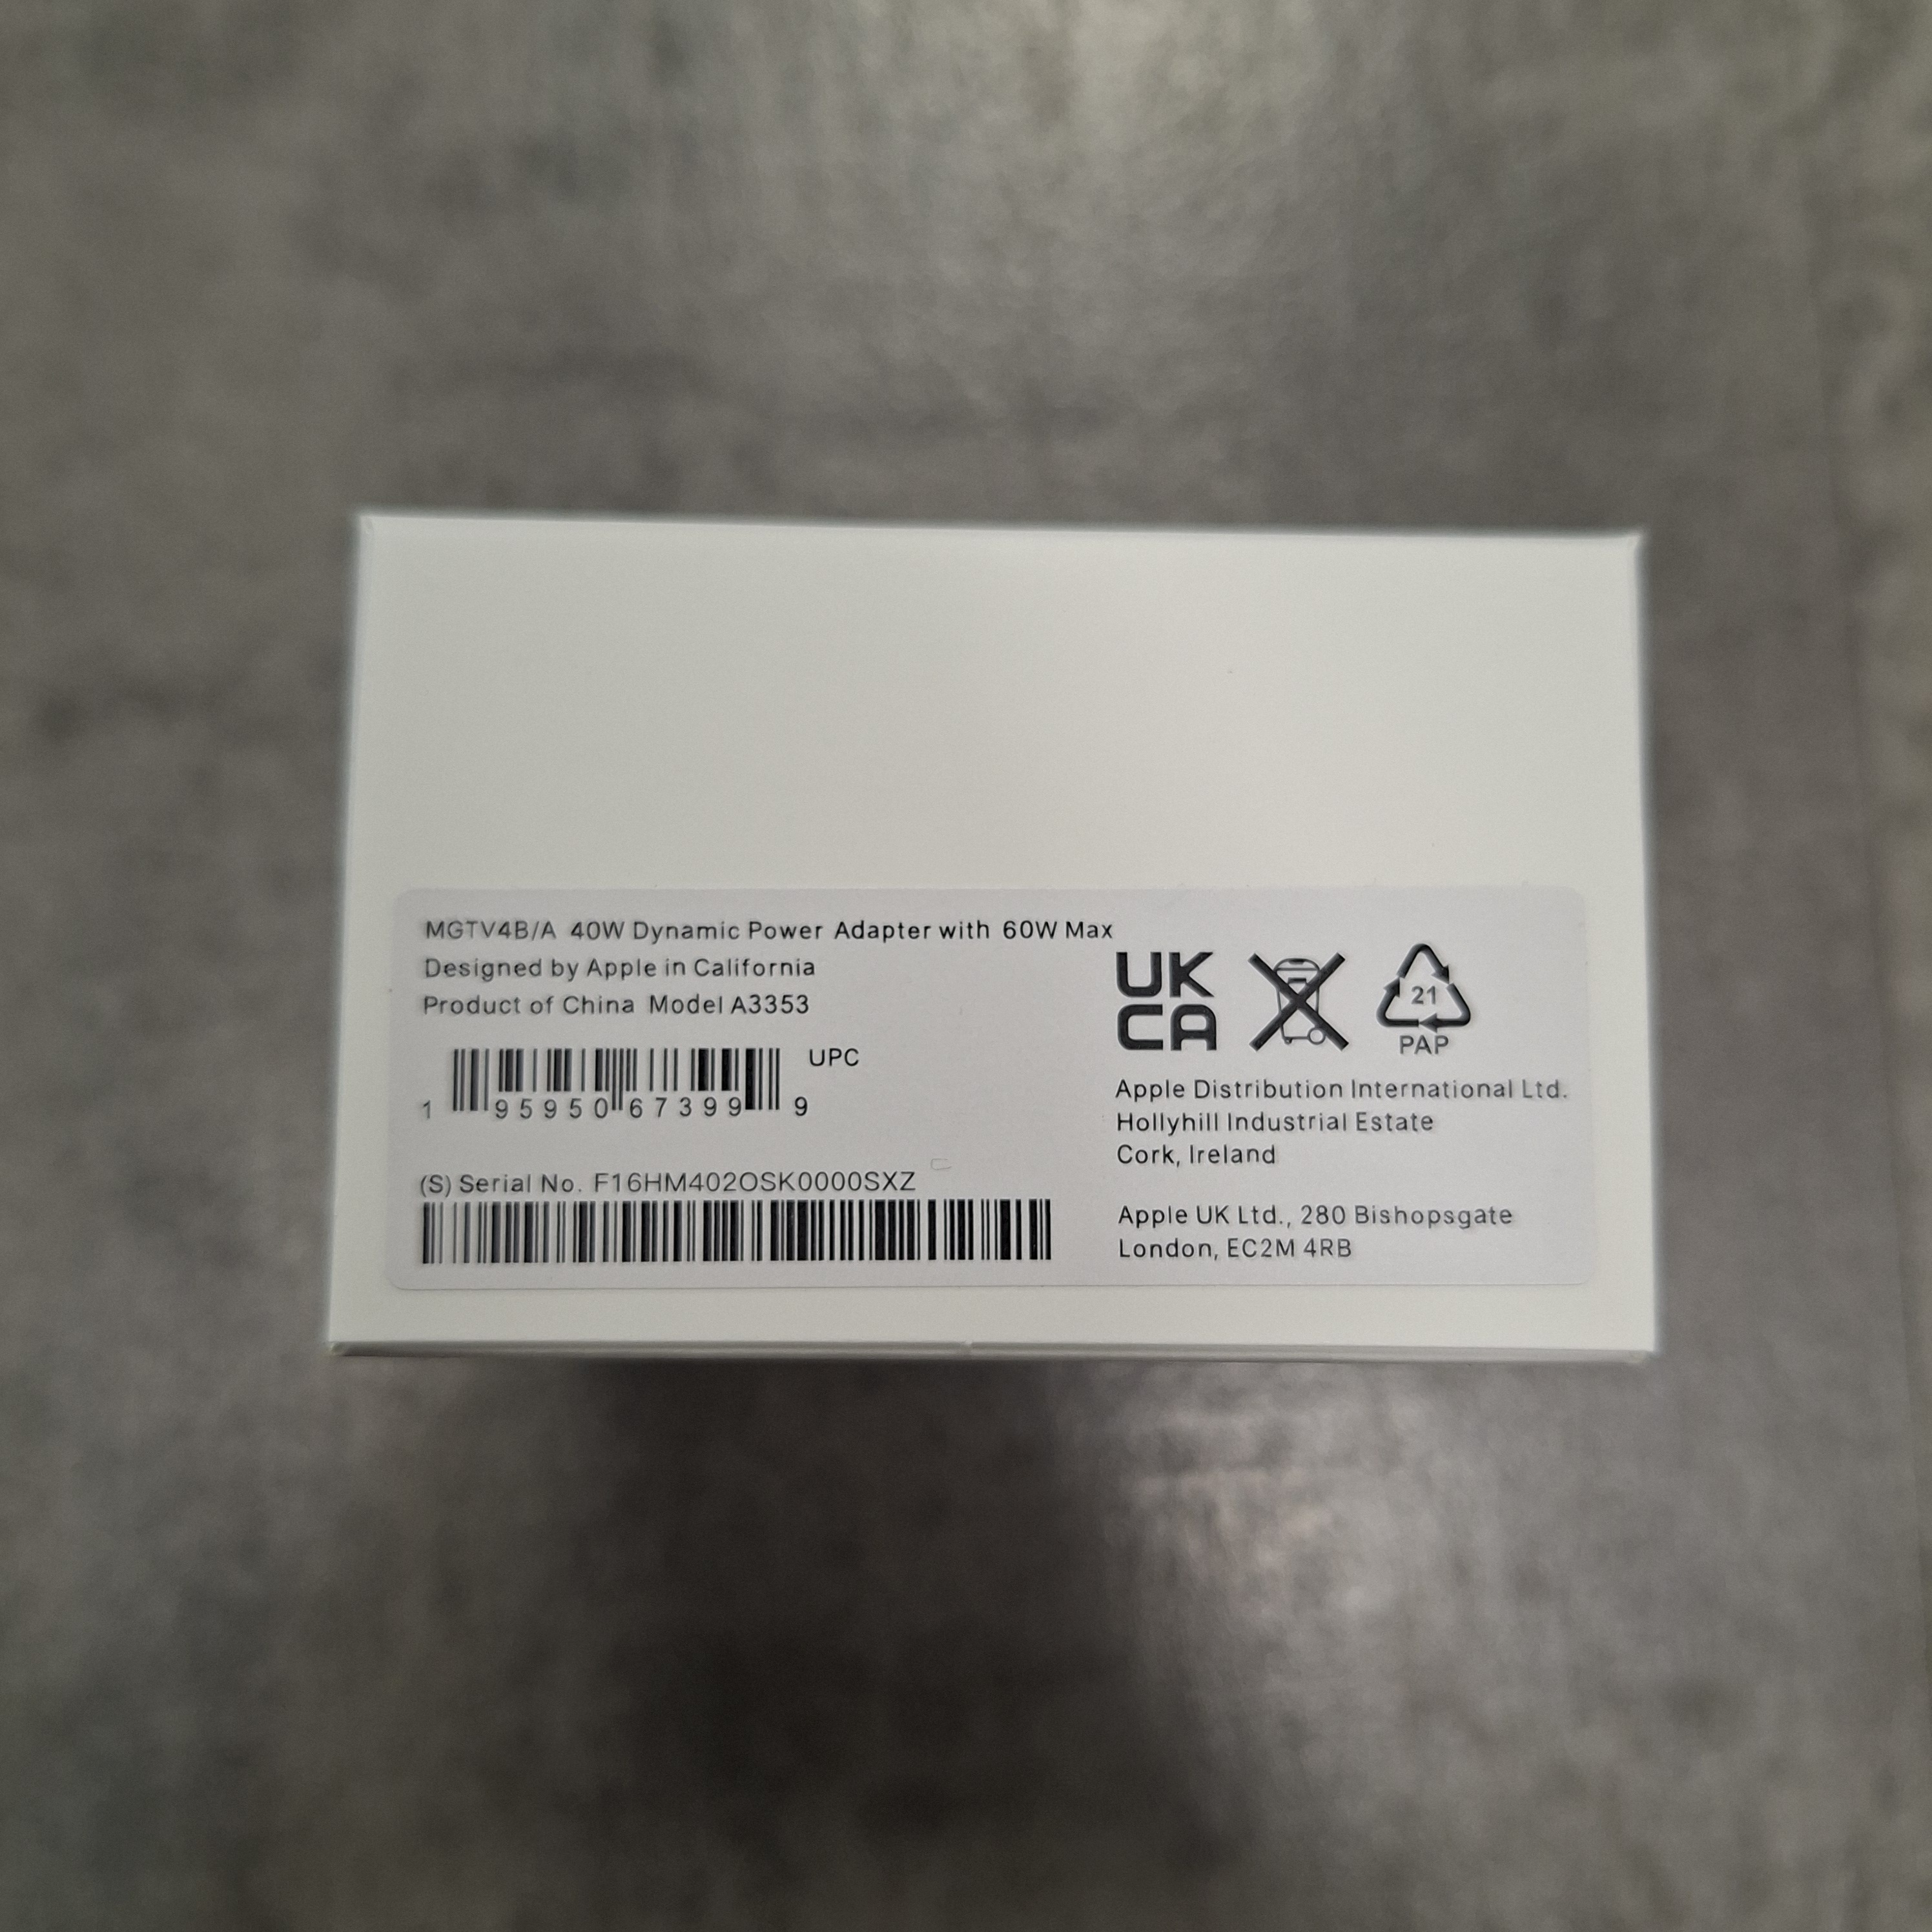 MGTV4B/A 40W Dynamic Power Adapter with 60W Max
Designed by Apple in California
Product of China Model A3353
UPC
1 95950 67399 9
(S) Serial No. F16HM402OSK0000SXZ
UK
CA
21
PAP
Apple Distribution International Ltd.
Hollyhill Industrial Estate
Cork, Ireland
Apple UK Ltd., 280 Bishopsgate
London, EC2M 4RB